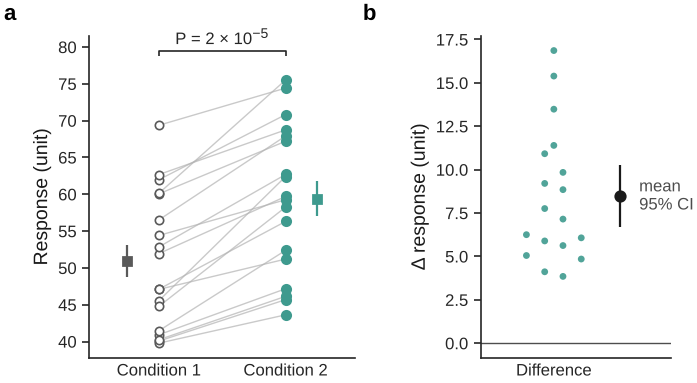 a
b
P = 2 × 10⁻⁵
Response (unit)
80
75
70
65
60
55
50
45
40
Condition 1
Condition 2
Δ response (unit)
17.5
15.0
12.5
10.0
7.5
5.0
2.5
0.0
mean
95% CI
Difference